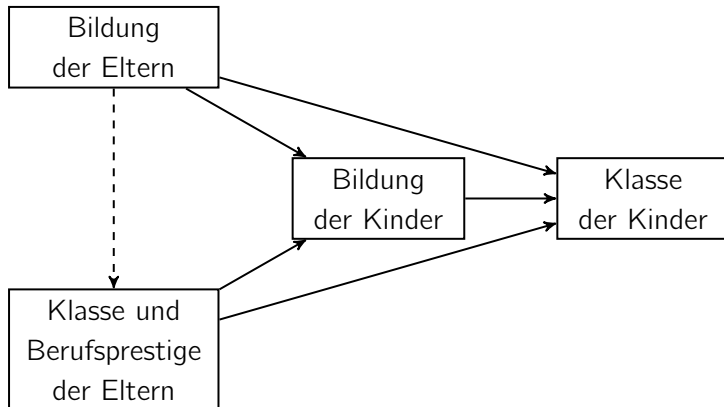 Bildung
der Eltern
Bildung
der Kinder
Klasse
der Kinder
Klasse und
Berufsprestige
der Eltern